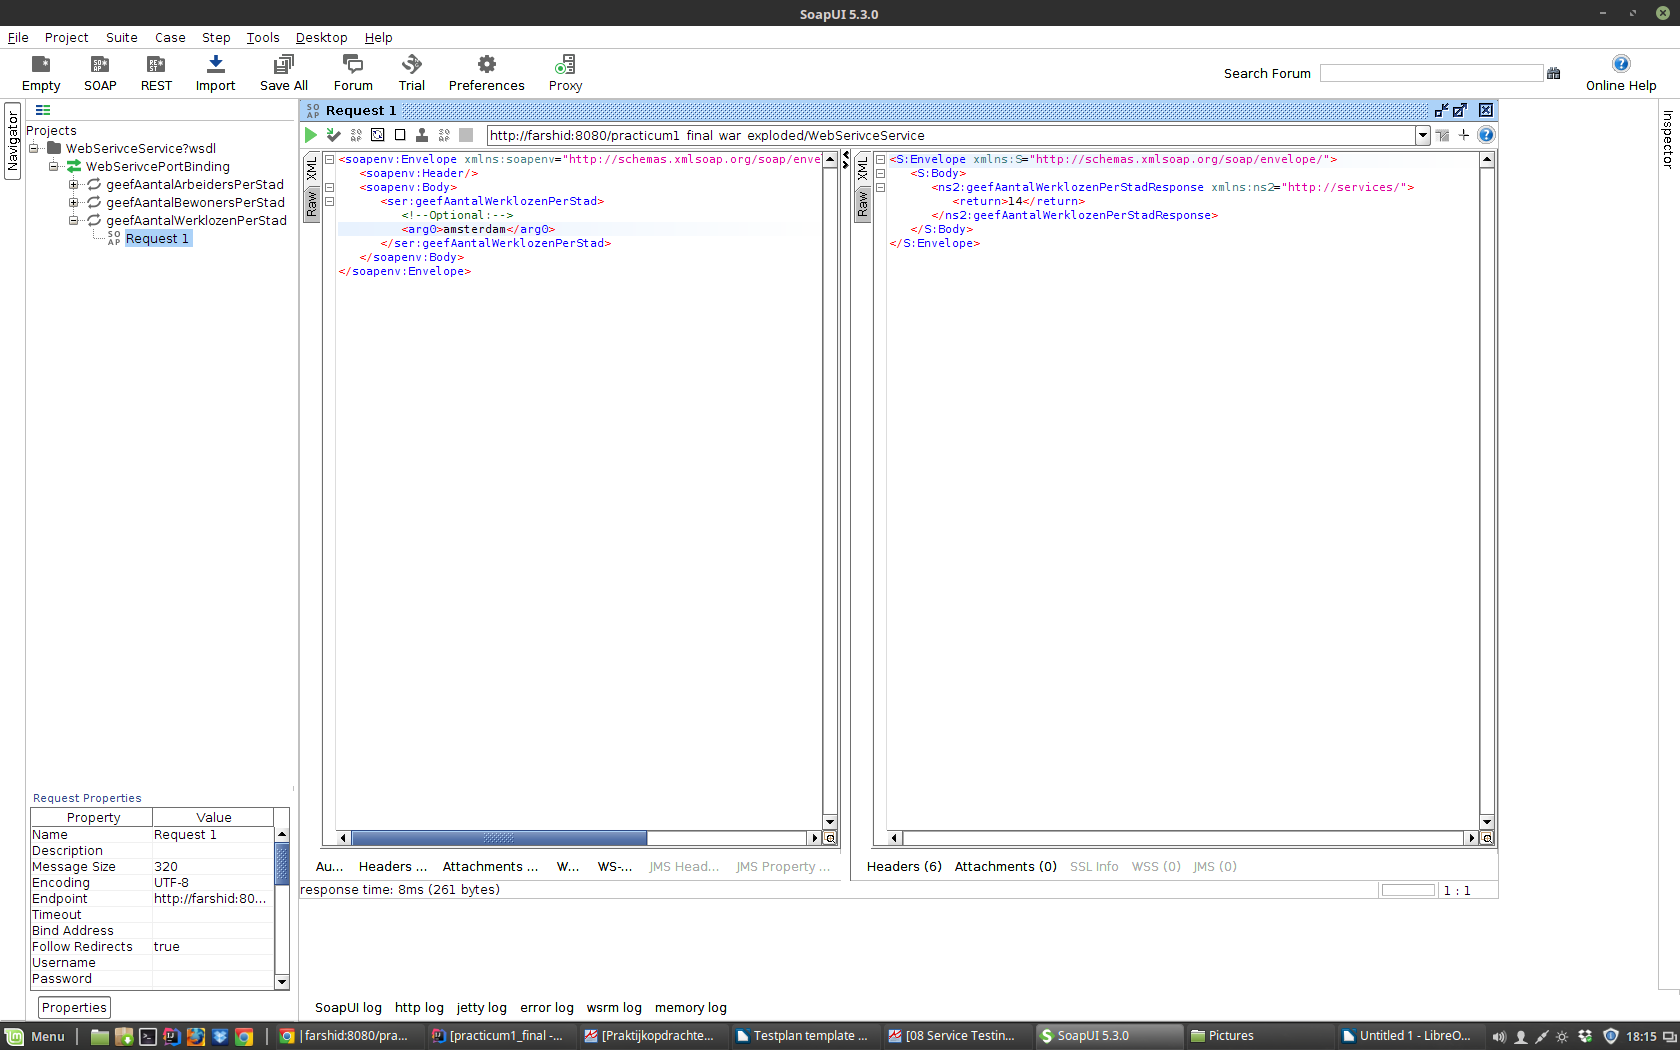 SoapUI 5.3.0
File Project Suite Case Step Tools Desktop Help
Empty SOAP REST Import Save All Forum Trial Preferences Proxy Search Forum Online Help
Navigator
Projects
WebSerivceService?wsdl
WebSerivcePortBinding
geefAantalArbeidersPerStad
geefAantalBewonersPerStad
geefAantalWerklozenPerStad
SO AP Request 1
Request Properties
Property Value
Name Request 1
Description
Message Size 320
Encoding UTF-8
Endpoint http://farshid:80...
Timeout
Bind Address
Follow Redirects true
Username
Password
Properties
SO AP Request 1
http://farshid:8080/practicum1_final_war_exploded/WebSerivceService
XML
Raw
<soapenv:Envelope xmlns:soapenv="http://schemas.xmlsoap.org/soap/enve
<soapenv:Header/>
<soapenv:Body>
<ser:geefAantalWerklozenPerStad>
<!--Optional:-->
<arg0>amsterdam</arg0>
</ser:geefAantalWerklozenPerStad>
</soapenv:Body>
</soapenv:Envelope>
XML
Raw
<S:Envelope xmlns:S="http://schemas.xmlsoap.org/soap/envelope/">
<S:Body>
<ns2:geefAantalWerklozenPerStadResponse xmlns:ns2="http://services/">
<return>14</return>
</ns2:geefAantalWerklozenPerStadResponse>
</S:Body>
</S:Envelope>
Au... Headers ... Attachments ... W... WS-... JMS Head... JMS Property ...
Headers (6) Attachments (0) SSL Info WSS (0) JMS (0)
response time: 8ms (261 bytes)
1 : 1
Inspector
SoapUI log http log jetty log error log wsrm log memory log
Menu |farshid:8080/pra... [practicum1_final -... [Praktijkopdrachte... Testplan template ... [08 Service Testin... SoapUI 5.3.0 Pictures Untitled 1 - LibreO... 18:15